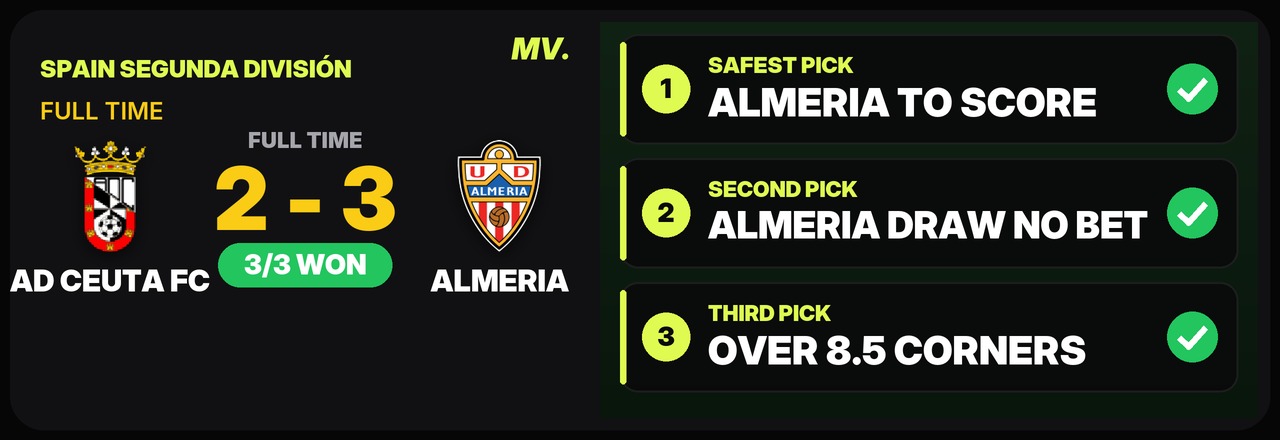 MV.
SPAIN SEGUNDA DIVISIÓN
FULL TIME
FULL TIME
2 - 3
3/3 WON
AD CEUTA FC
U D
ALMERIA
ALMERIA
1
SAFEST PICK
ALMERIA TO SCORE
2
SECOND PICK
ALMERIA DRAW NO BET
3
THIRD PICK
OVER 8.5 CORNERS